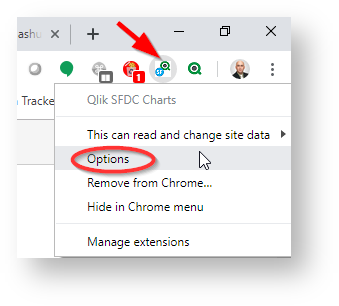 ashu
1
SF
Tracke
Qlik SFDC Charts
This can read and change site data
Options
Remove from Chrome...
Hide in Chrome menu
Manage extensions